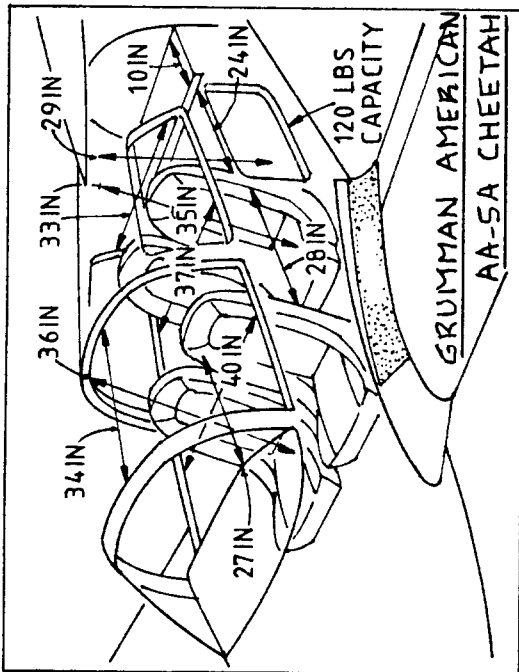 34IN
36IN
33IN
29IN
10IN
24IN
35IN
37IN
40IN
28IN
27IN
120 LBS
CAPACITY
GRUMMAN AMERICAN
AA-5A CHEETAH